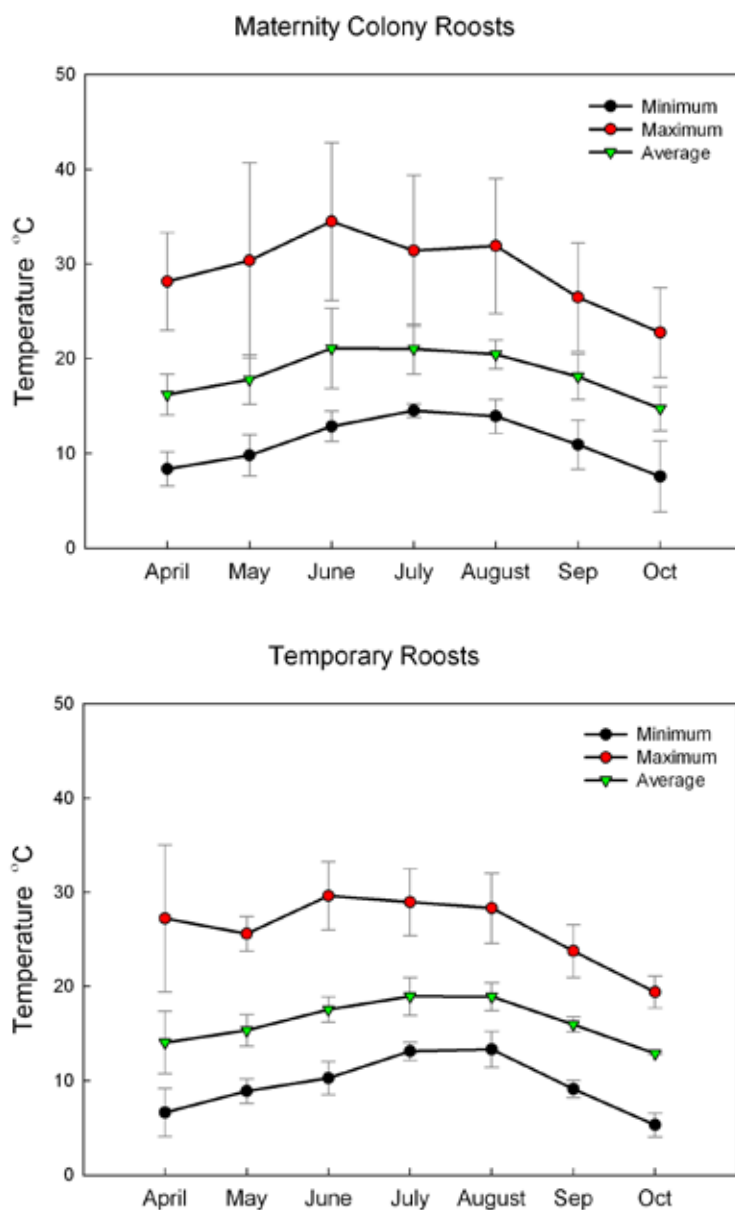 Maternity Colony Roosts
50
40
30
20
10
0
Temperature °C
Minimum
Maximum
Average
April May June July August Sep Oct
Temporary Roosts
50
40
30
20
10
0
Temperature °C
Minimum
Maximum
Average
April May June July August Sep Oct